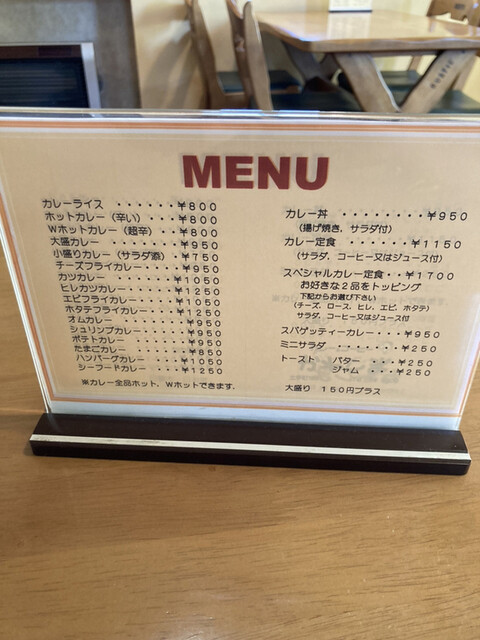 MENU
カレーライス ・・・・・・¥800
ホットカレー（辛い）・・・¥800
Wホットカレー（超辛）・・¥800
大盛カレー ・・・・・・・¥950
小盛りカレー（サラダ添）・¥750
チーズフライカレー・・・・¥950
カツカレー ・・・・・・・¥1050
ヒレカツカレー・・・・・・¥1250
エビフライカレー・・・・・¥1050
ホタテフライカレー・・・・¥1250
オムカレー・・・・・・・・¥950
シュリンプカレー・・・・・¥950
ポテトカレー ・・・・・・¥950
たまごカレー ・・・・・・¥850
ハンバーグカレー ・・・・¥1050
シーフードカレー ・・・・¥1250
※カレー全品ホット、Wホットできます.
カレー丼 ・・・・・・・・¥950
（揚げ焼き、サラダ付）
カレー定食 ・・・・・・・¥1150
（サラダ、コーヒー又はジュース付）
スペシャルカレー定食・・¥1700
お好きな2品をトッピング
下記からお選び下さい
（チーズ、ロース、ヒレ、エビ、ホタテ）
サラダ、コーヒー又はジュース付
スパゲッティーカレー・・・・¥950
ミニサラダ ・・・・・・・¥250
トースト バター ・・・¥250
ジャム ・・・¥250
大盛り 150円プラス